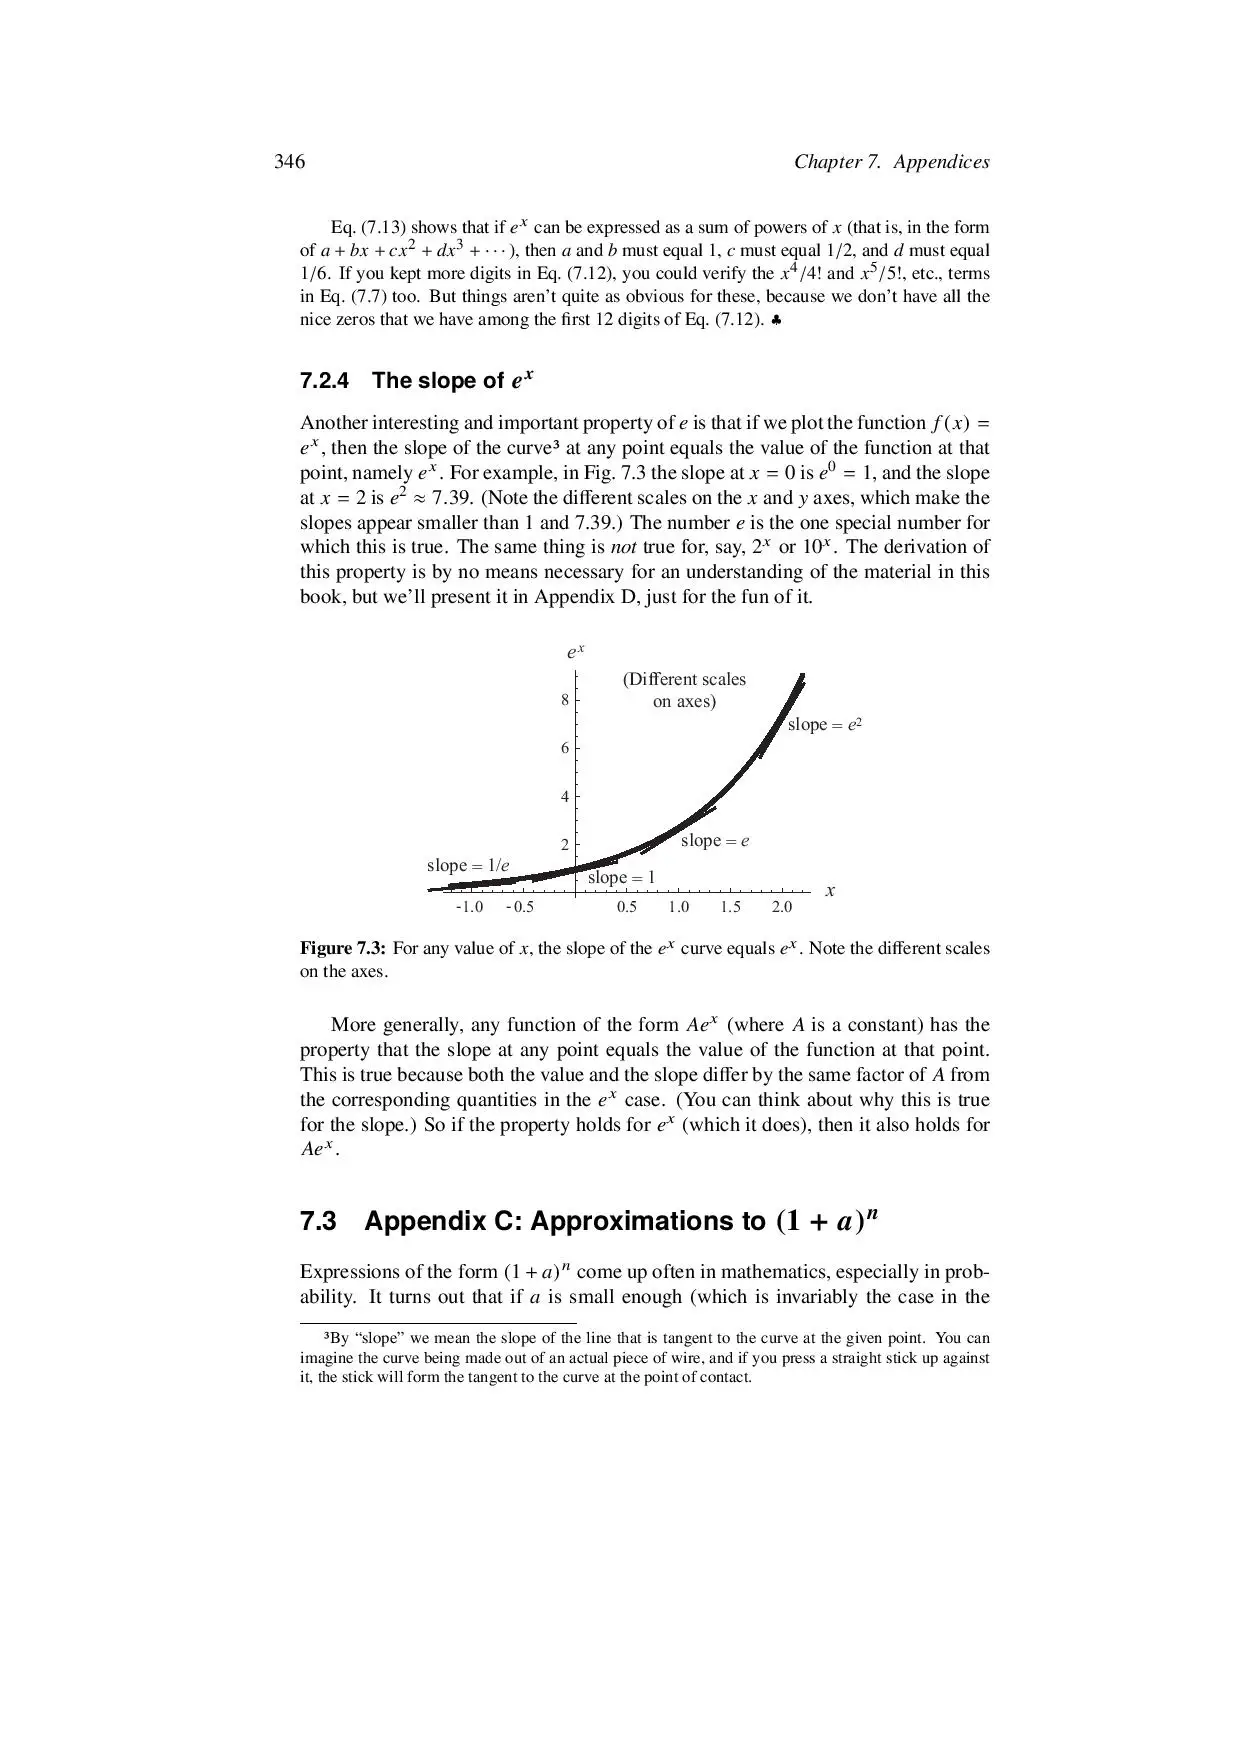 346 Chapter 7. Appendices
Eq. (7.13) shows that if eˣ can be expressed as a sum of powers of x (that is, in the form
of a + bx + cx² + dx³ + · · · ), then a and b must equal 1, c must equal 1/2, and d must equal
1/6. If you kept more digits in Eq. (7.12), you could verify the x⁴/4! and x⁵/5!, etc., terms
in Eq. (7.7) too. But things aren’t quite as obvious for these, because we don’t have all the
nice zeros that we have among the first 12 digits of Eq. (7.12). ♣
7.2.4 The slope of eˣ
Another interesting and important property of e is that if we plot the function f(x) =
eˣ, then the slope of the curve³ at any point equals the value of the function at that
point, namely eˣ. For example, in Fig. 7.3 the slope at x = 0 is e⁰ = 1, and the slope
at x = 2 is e² ≈ 7.39. (Note the different scales on the x and y axes, which make the
slopes appear smaller than 1 and 7.39.) The number e is the one special number for
which this is true. The same thing is not true for, say, 2ˣ or 10ˣ. The derivation of
this property is by no means necessary for an understanding of the material in this
book, but we’ll present it in Appendix D, just for the fun of it.
eˣ
(Different scales
on axes)
8
slope = e²
6
4
slope = e
2
slope = 1/e
slope = 1
x
-1.0 -0.5 0.5 1.0 1.5 2.0
Figure 7.3: For any value of x, the slope of the eˣ curve equals eˣ. Note the different scales
on the axes.
More generally, any function of the form Aeˣ (where A is a constant) has the
property that the slope at any point equals the value of the function at that point.
This is true because both the value and the slope differ by the same factor of A from
the corresponding quantities in the eˣ case. (You can think about why this is true
for the slope.) So if the property holds for eˣ (which it does), then it also holds for
Aeˣ.
7.3 Appendix C: Approximations to (1 + a)ⁿ
Expressions of the form (1 + a)ⁿ come up often in mathematics, especially in prob-
ability. It turns out that if a is small enough (which is invariably the case in the
³By “slope” we mean the slope of the line that is tangent to the curve at the given point. You can
imagine the curve being made out of an actual piece of wire, and if you press a straight stick up against
it, the stick will form the tangent to the curve at the point of contact.